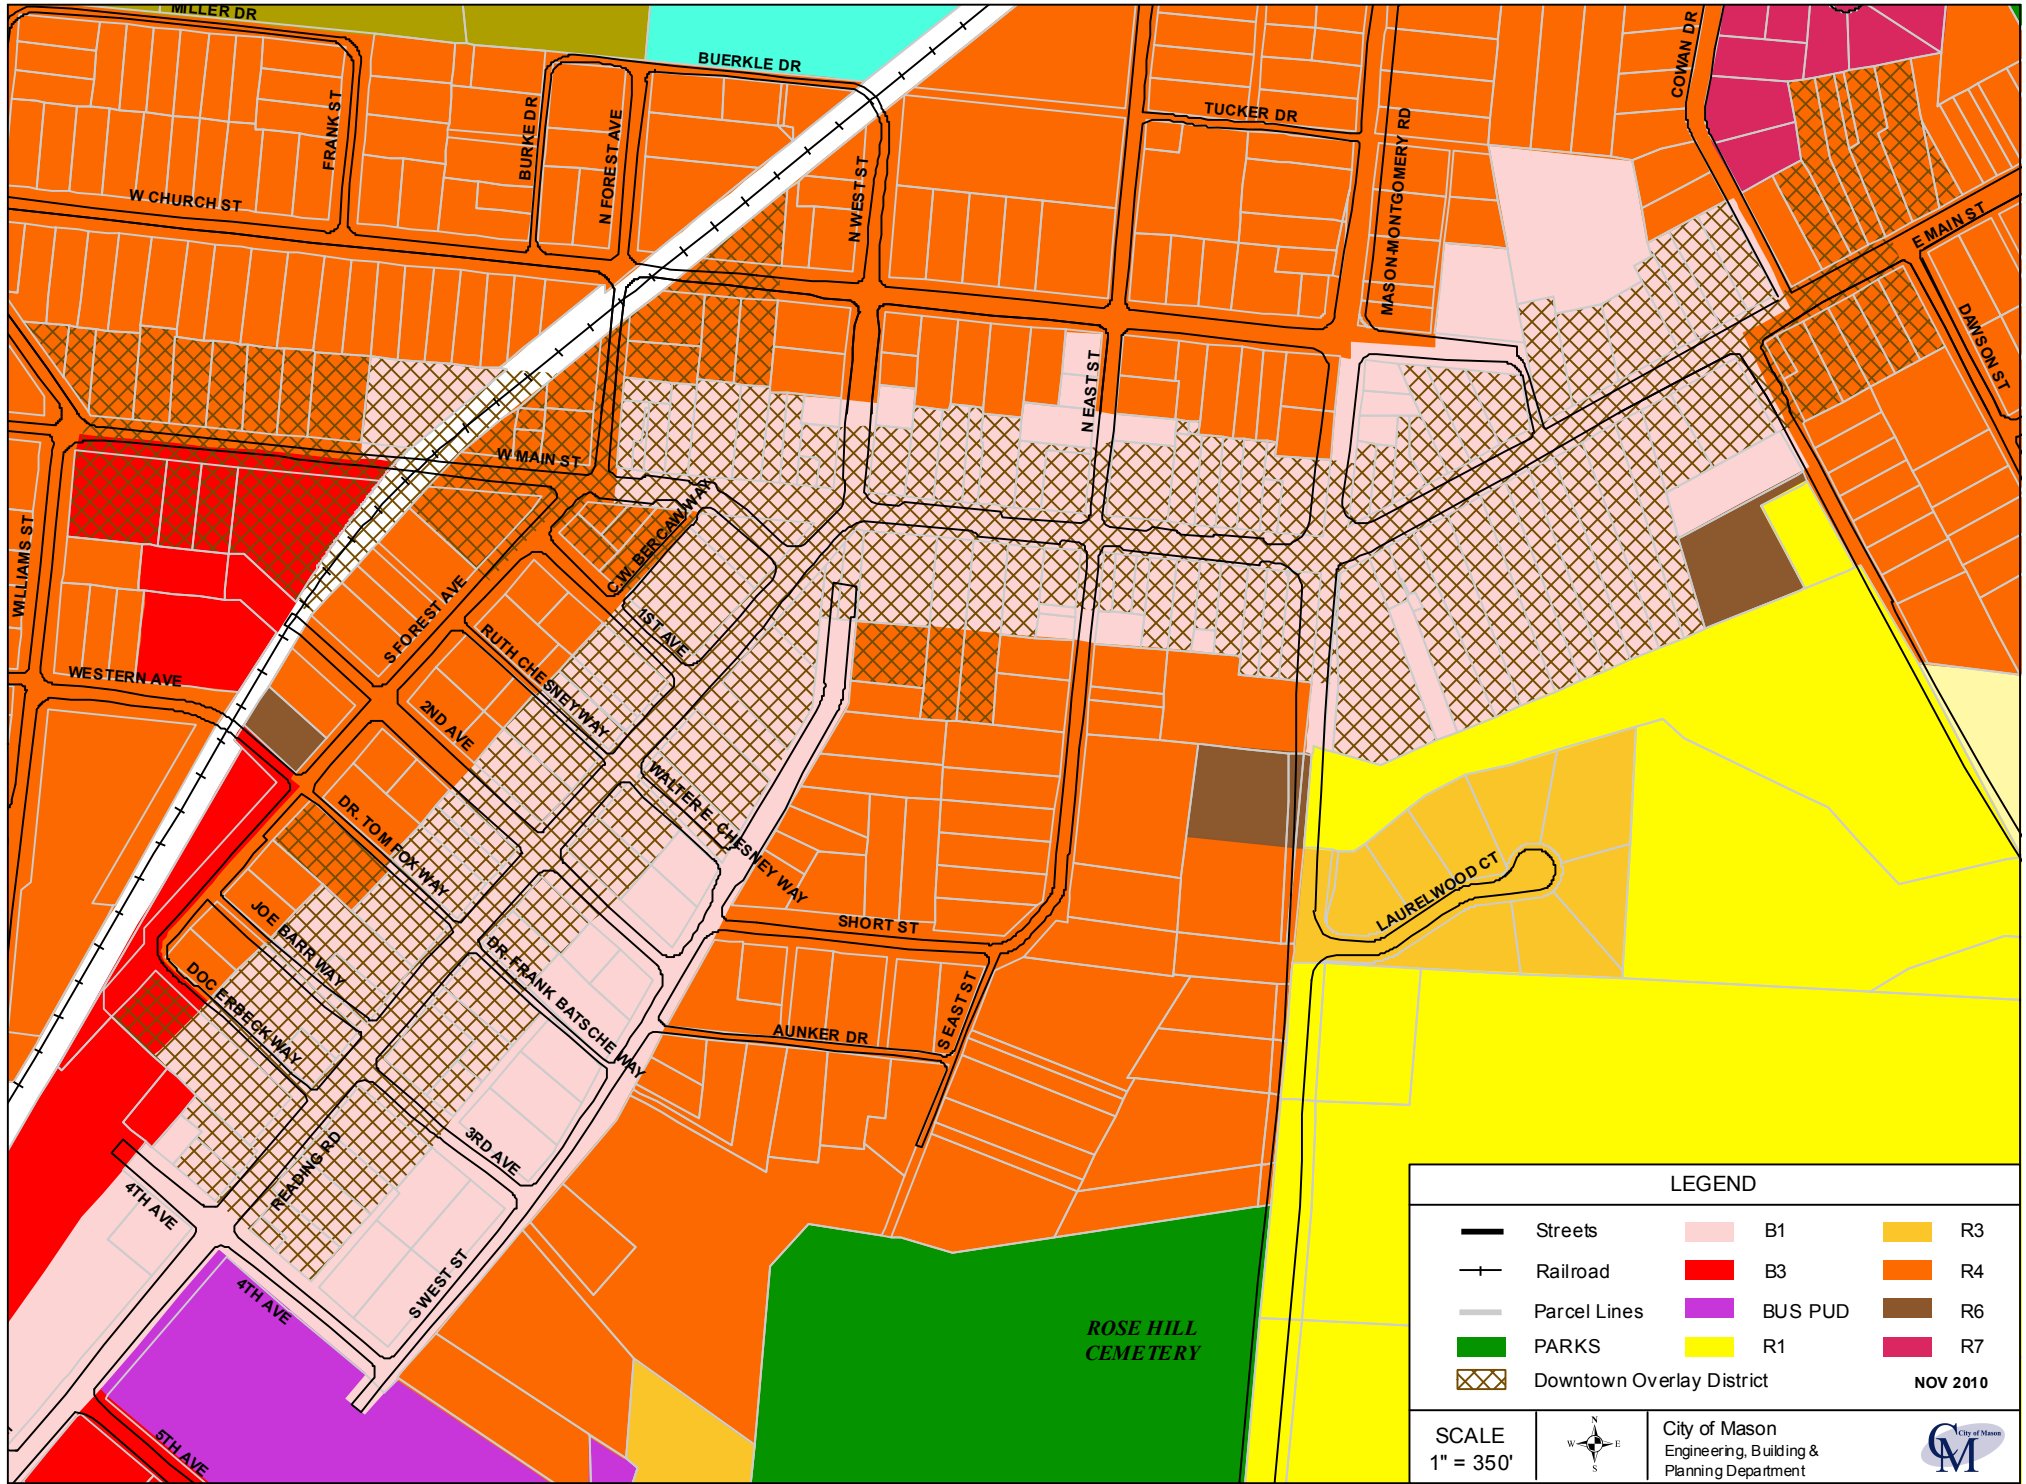 MILLER DR
BUERKLE DR
COWAN DR
TUCKER DR
FRANK ST
BURKE DR
N FOREST AVE
N WEST ST
MASON-MONTGOMERY RD
W CHURCH ST
E MAIN ST
DAWSON ST
N EAST ST
W MAIN ST
C.W. BERCAW WAY
WILLIAMS ST
S FOREST AVE
1ST AVE
RUTH CHESNEY WAY
WESTERN AVE
2ND AVE
WALTER E. CHESNEY WAY
DR. TOM FOX WAY
LAURELWOOD CT
SHORT ST
JOE BARR WAY
DR. FRANK BATSCHE WAY
DOC ERBECK WAY
S EAST ST
AUNKER DR
3RD AVE
READING RD
4TH AVE
S WEST ST
4TH AVE
5TH AVE
ROSE HILL
CEMETERY
LEGEND
Streets B1 R3
Railroad B3 R4
Parcel Lines BUS PUD R6
PARKS R1 R7
Downtown Overlay District NOV 2010
SCALE
1" = 350'
N
W E
S
City of Mason
Engineering, Building &
Planning Department
City of Mason
CM